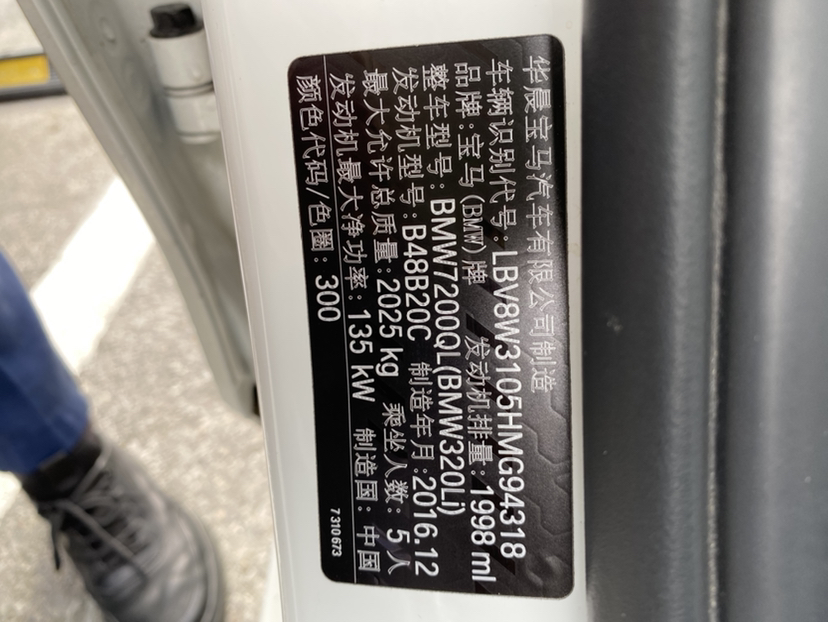 华晨宝马汽车有限公司制造
车辆识别代号:LBV8W3105HMG94318
品牌:宝马(BMW)牌 发动机排量:1998 ml
整车型号:BMW7200QL(BMW320Li)
发动机型号:B48B20C 制造年月:2016.12
最大允许总质量:2025 kg 乘坐人数:5人
发动机最大净功率:135 kW 制造国:中国
颜色代码/色圈:300
7310673